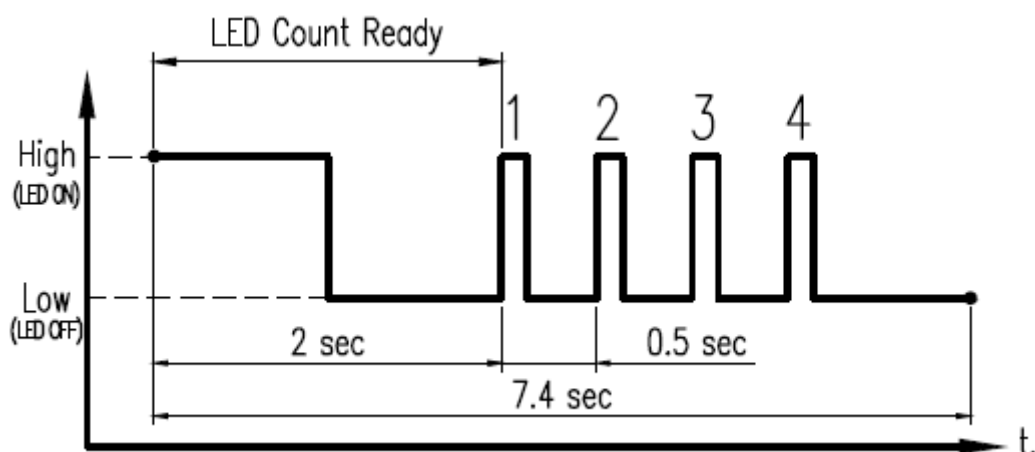 LED Count Ready
1 2 3 4
High
(LED ON)
Low
(LED OFF)
2 sec 0.5 sec
7.4 sec
t.